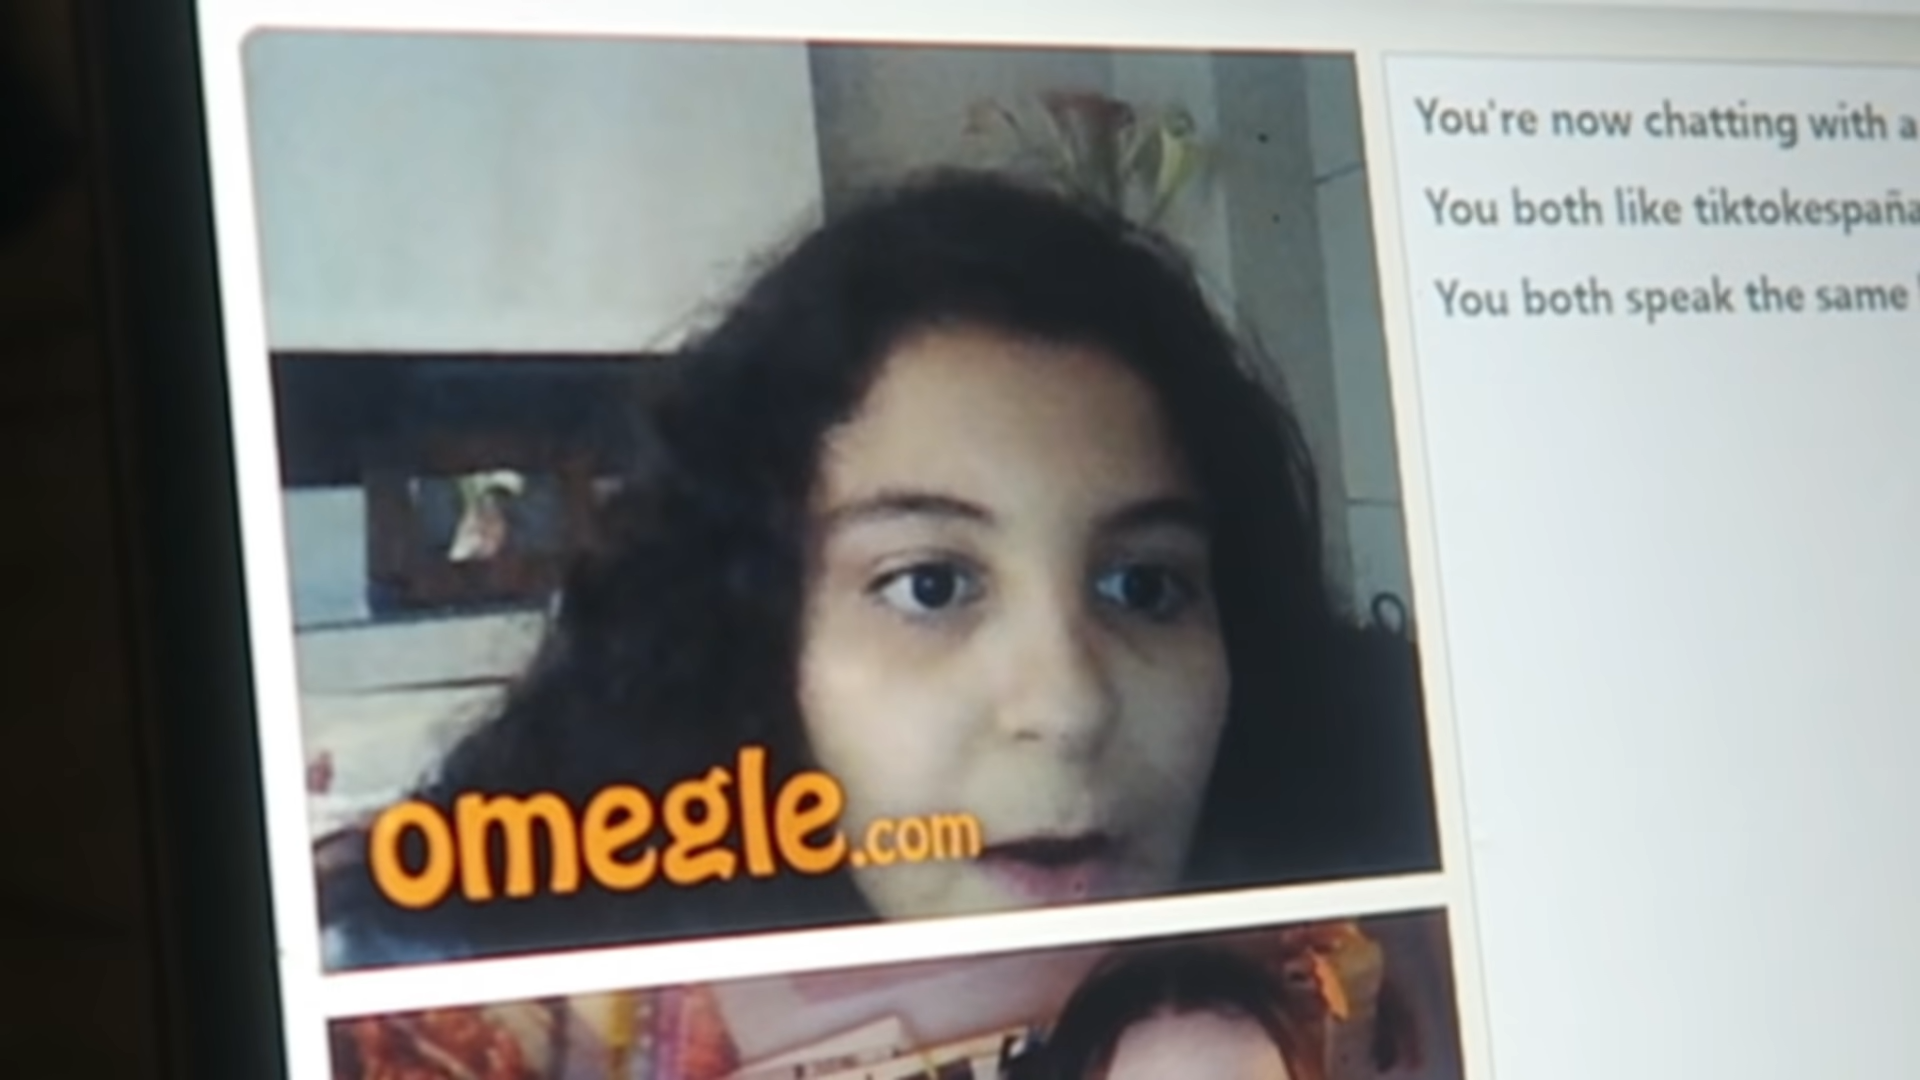 You're now chatting with a
You both like tiktokespaña
You both speak the same
omegle.com